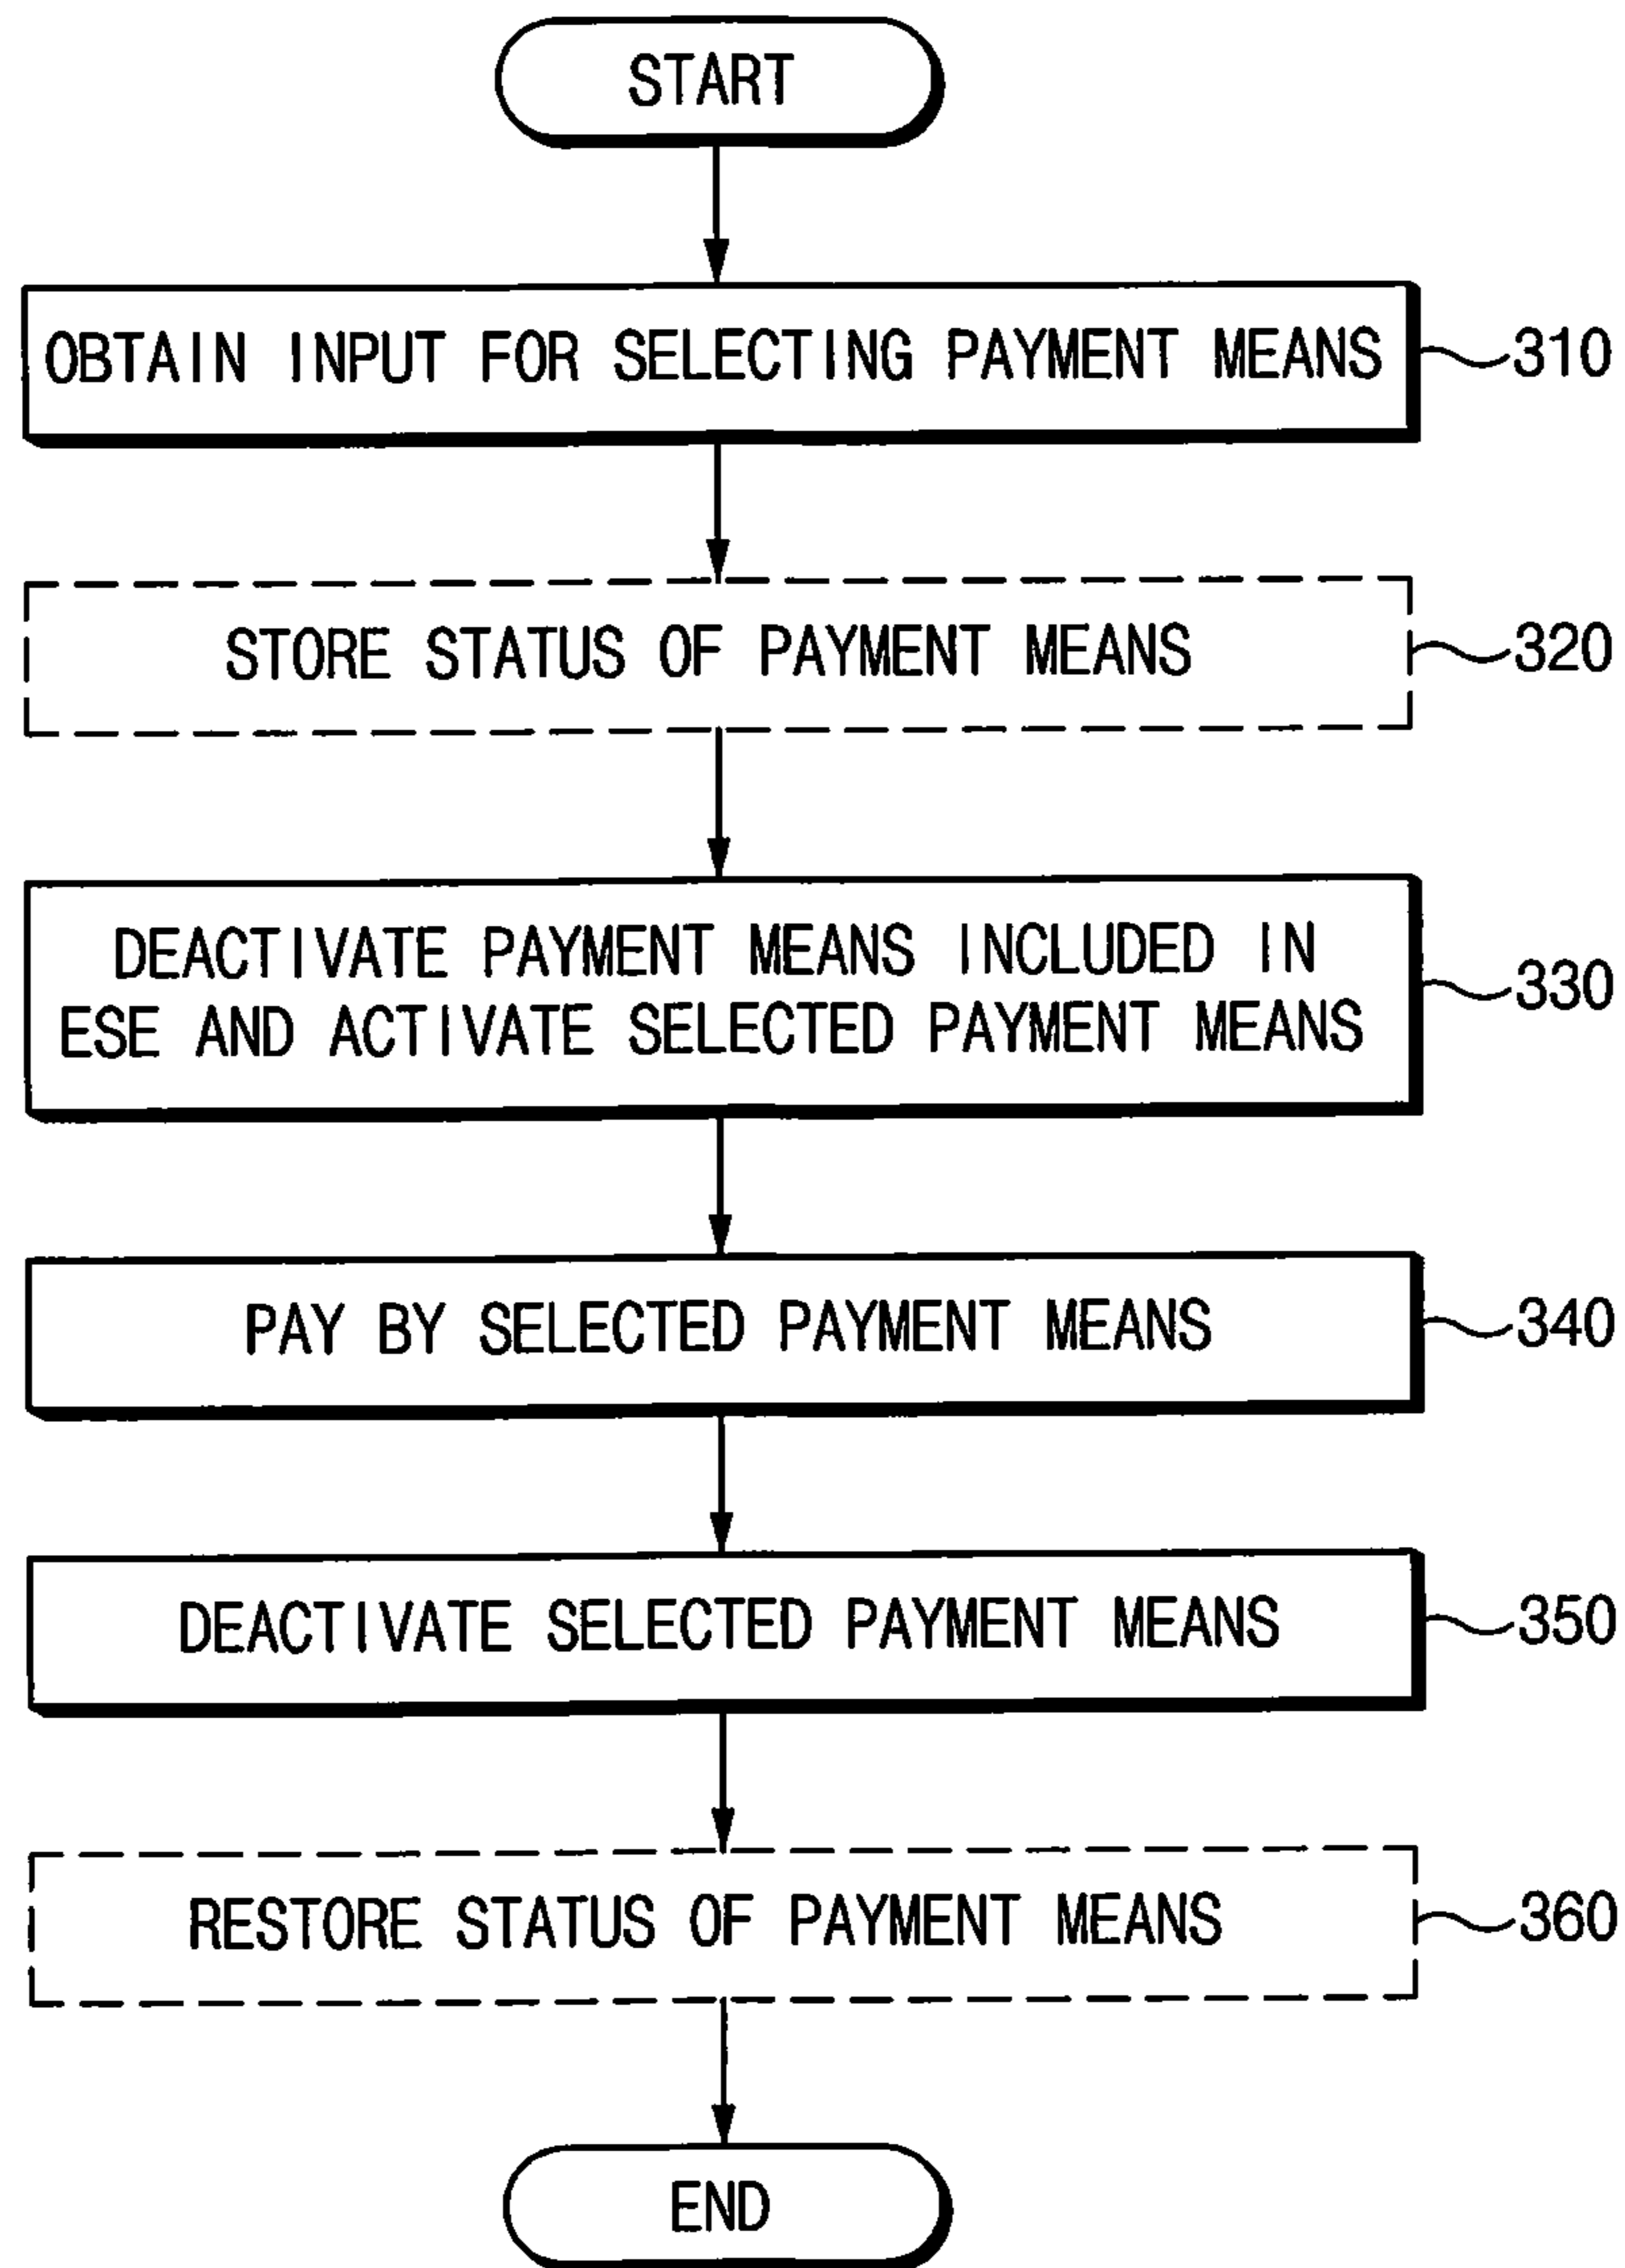 START
OBTAIN INPUT FOR SELECTING PAYMENT MEANS
310
STORE STATUS OF PAYMENT MEANS
320
DEACTIVATE PAYMENT MEANS INCLUDED IN
ESE AND ACTIVATE SELECTED PAYMENT MEANS
330
PAY BY SELECTED PAYMENT MEANS
340
DEACTIVATE SELECTED PAYMENT MEANS
350
RESTORE STATUS OF PAYMENT MEANS
360
END